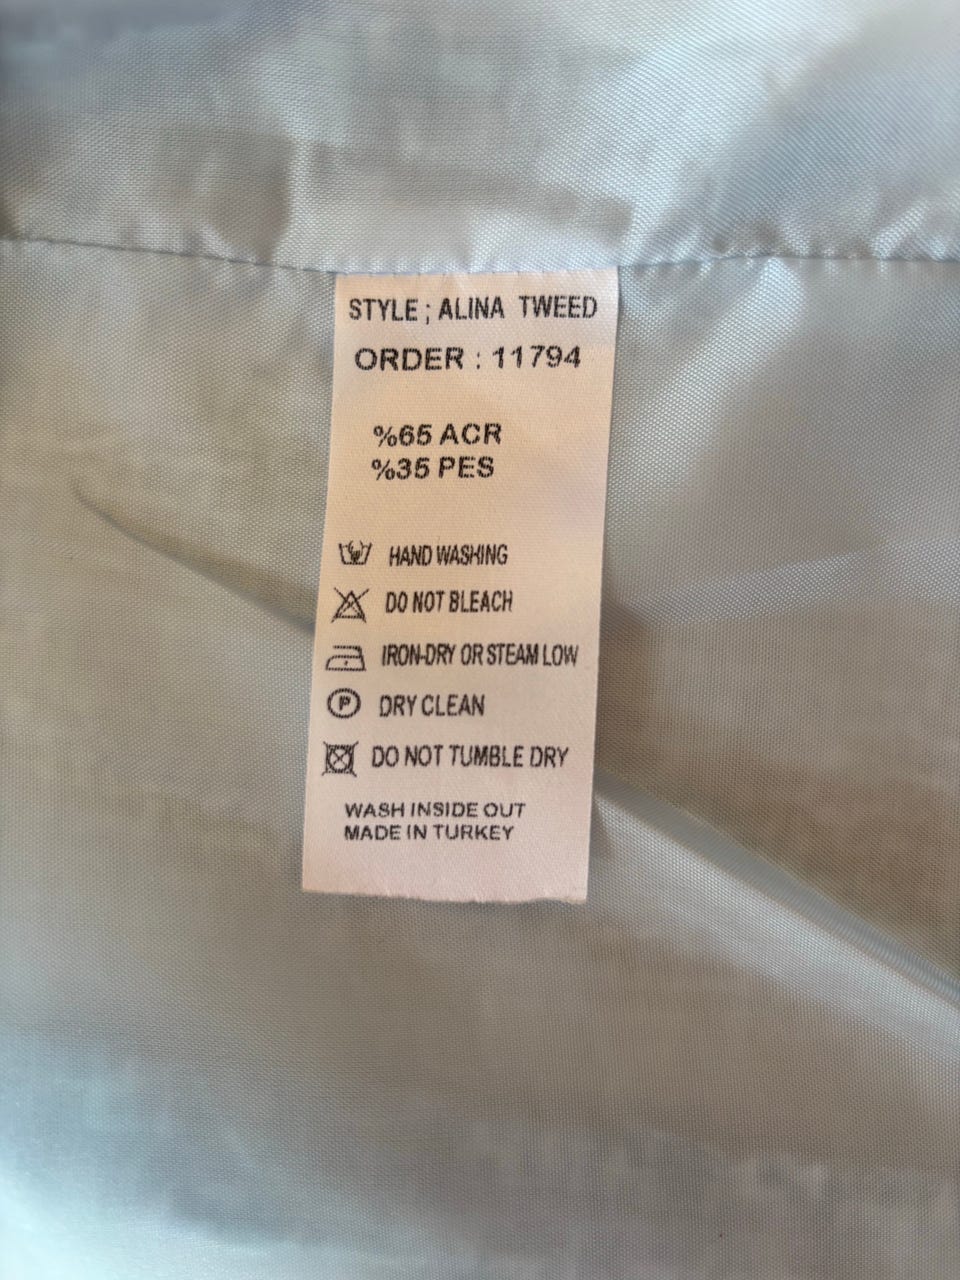 STYLE ; ALINA TWEED
ORDER : 11794
%65 ACR
%35 PES
HAND WASHING
DO NOT BLEACH
IRON-DRY OR STEAM LOW
P DRY CLEAN
DO NOT TUMBLE DRY
WASH INSIDE OUT
MADE IN TURKEY